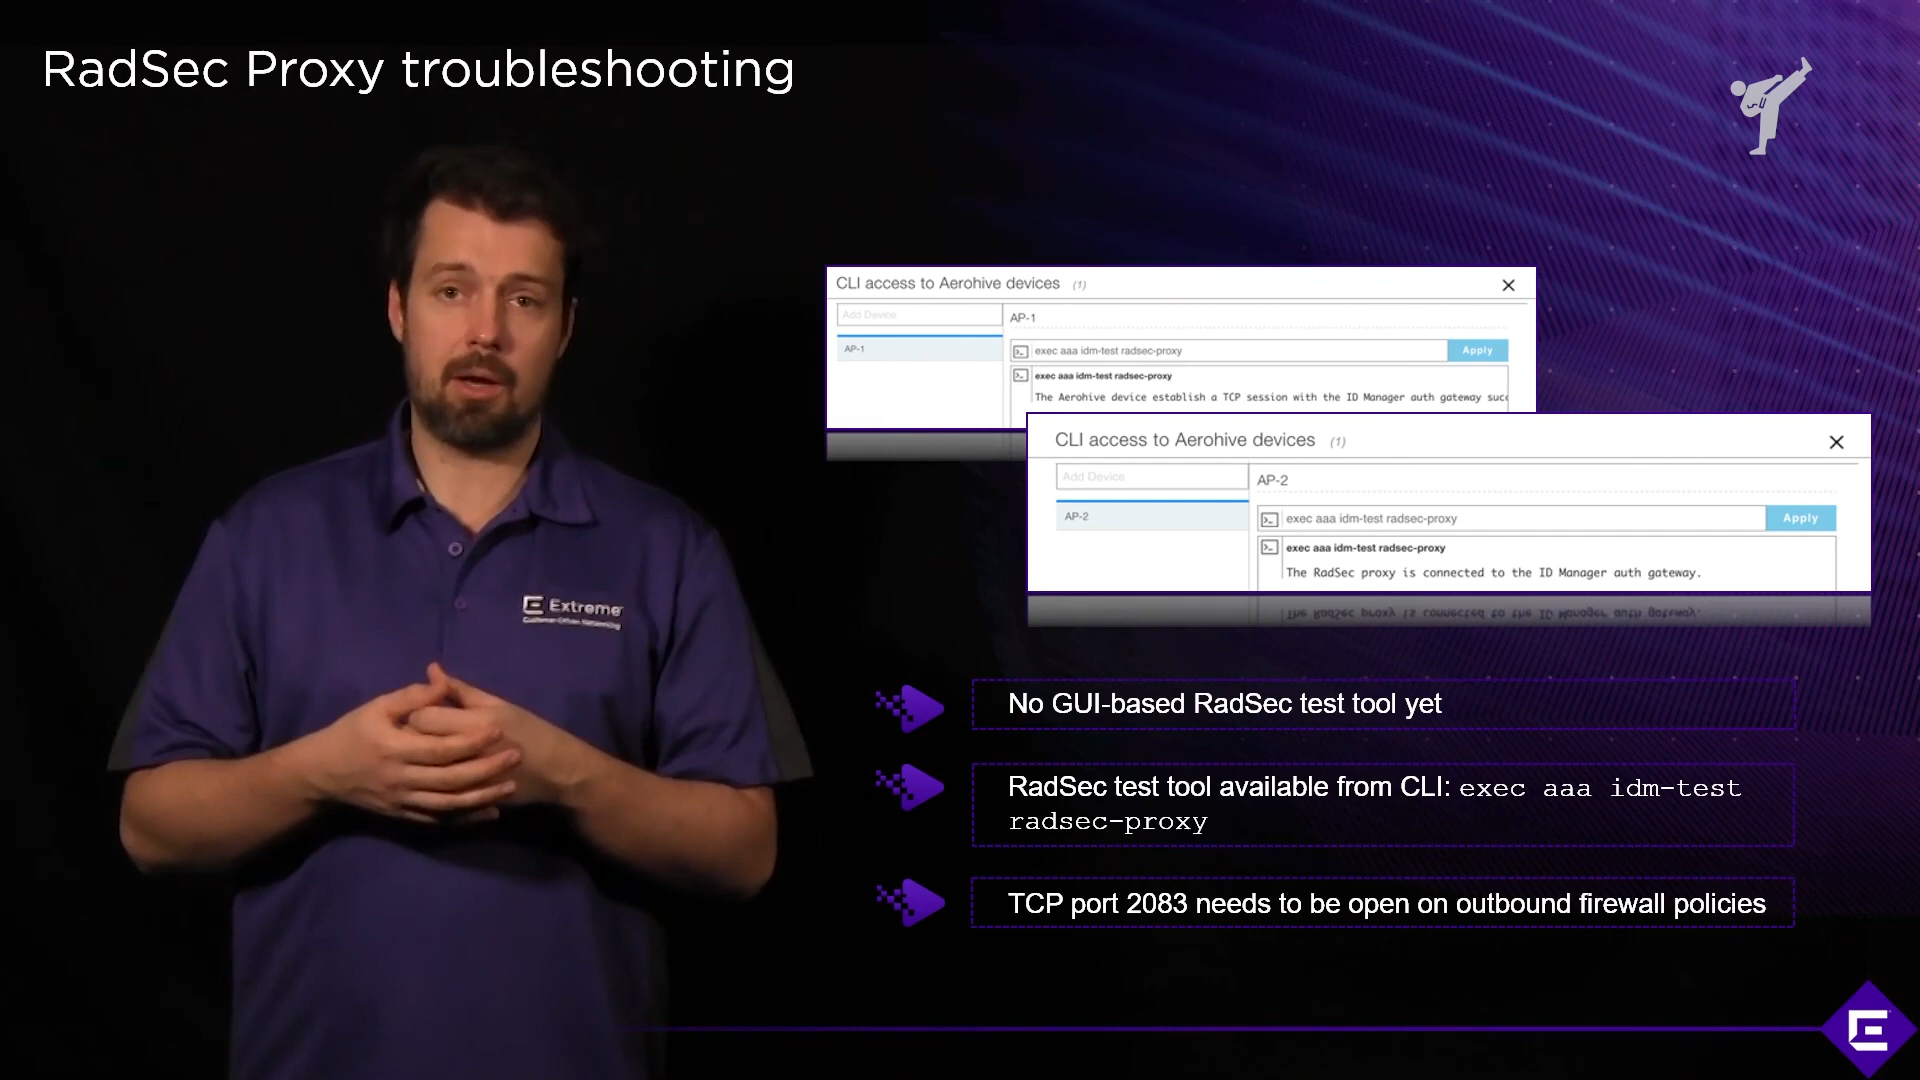 RadSec Proxy troubleshooting
CLI access to Aerohive devices (1)
Add Device
AP-1
AP-1
exec aaa idm-test radsec-proxy
Apply
exec aaa idm-test radsec-proxy
The Aerohive device establish a TCP session with the ID Manager auth gateway succ
CLI access to Aerohive devices (1)
Add Device
AP-2
AP-2
exec aaa idm-test radsec-proxy
Apply
exec aaa idm-test radsec-proxy
The RadSec proxy is connected to the ID Manager auth gateway.
Extreme
Customer-Driven Networking
No GUI-based RadSec test tool yet
RadSec test tool available from CLI: exec aaa idm-test
radsec-proxy
TCP port 2083 needs to be open on outbound firewall policies